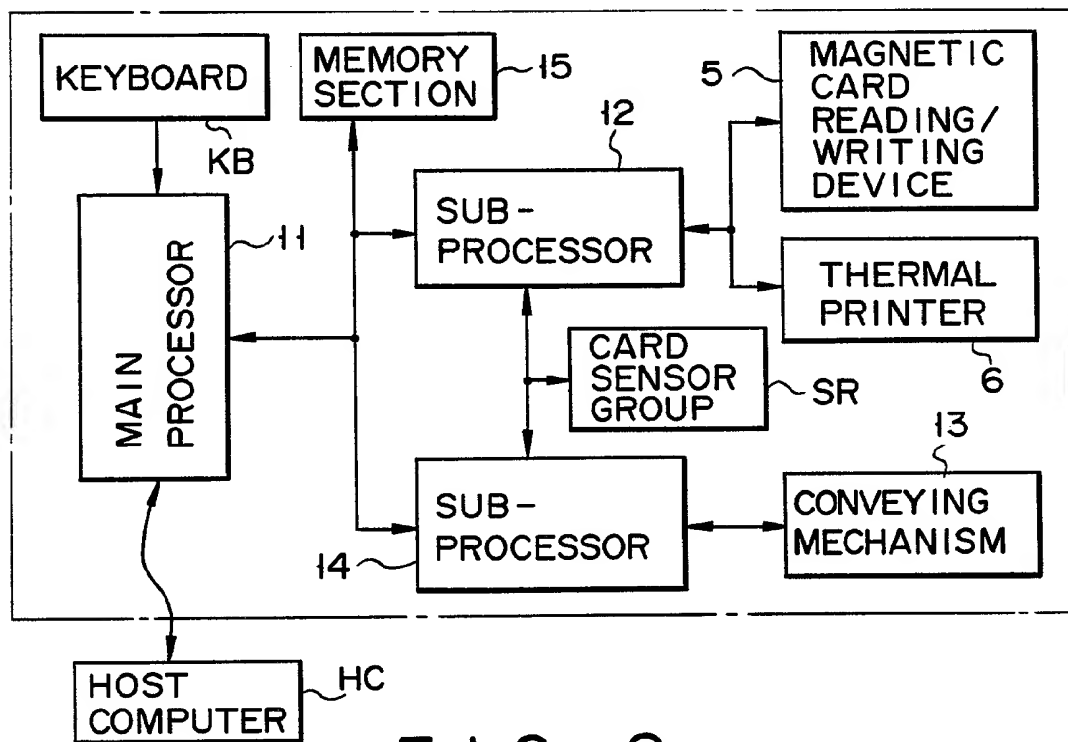 KEYBOARD
KB
MEMORY
SECTION
15
12
5
MAGNETIC
CARD
READING/
WRITING
DEVICE
MAIN
PROCESSOR
11
SUB-
PROCESSOR
THERMAL
PRINTER
6
CARD
SENSOR
GROUP
SR
13
SUB-
PROCESSOR
14
CONVEYING
MECHANISM
HOST
COMPUTER
HC